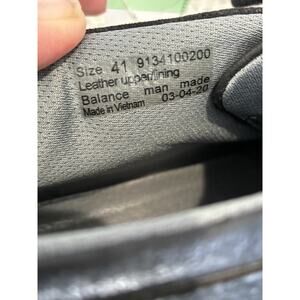 Size 41 9134100200
Leather upper/lining
Balance man made
Made in Vietnam 03-04-20